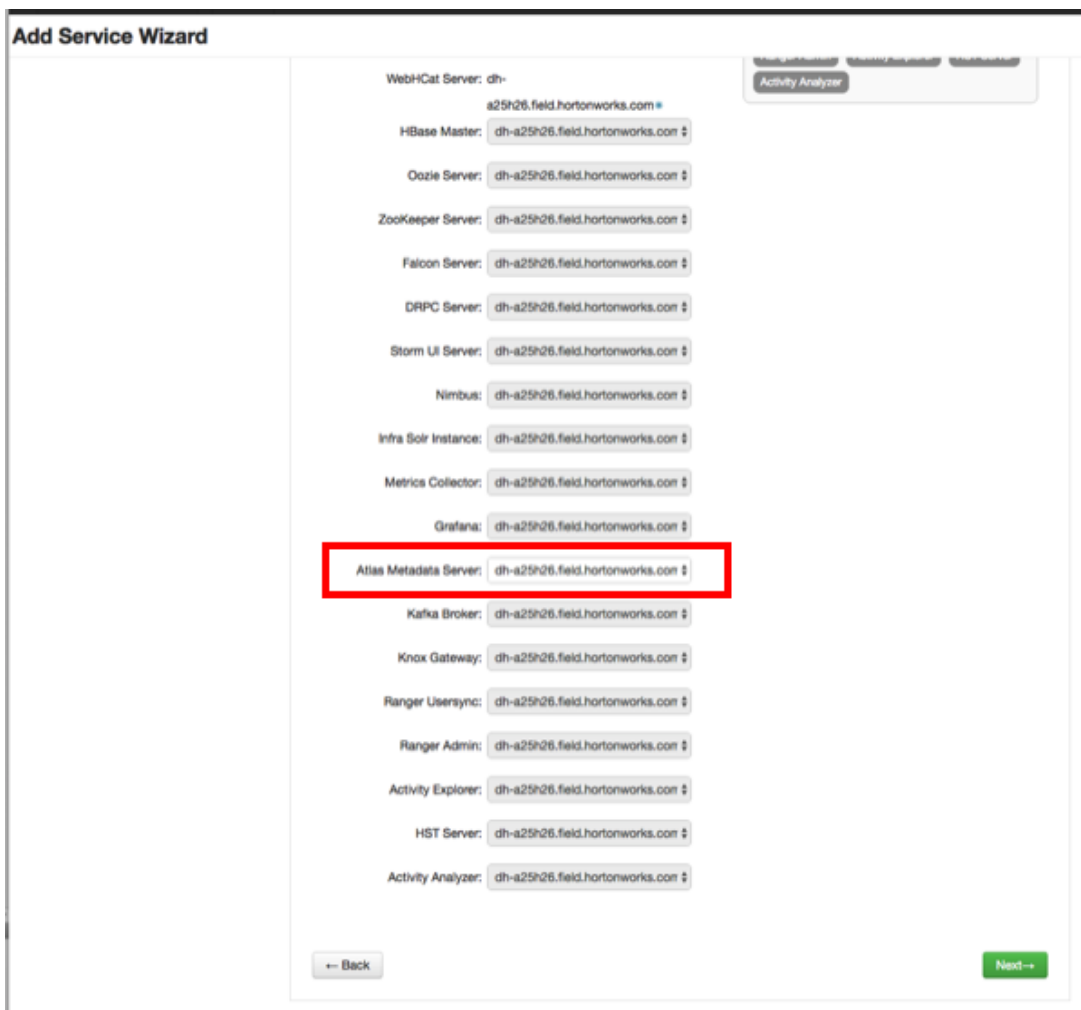 Add Service Wizard
WebHCat Server: dh-
a25h26.field.hortonworks.com
Activity Analyzer
HBase Master: dh-a25h26.field.hortonworks.com
Oozie Server: dh-a25h26.field.hortonworks.com
ZooKeeper Server: dh-a25h26.field.hortonworks.com
Falcon Server: dh-a25h26.field.hortonworks.com
DRPC Server: dh-a25h26.field.hortonworks.com
Storm UI Server: dh-a25h26.field.hortonworks.com
Nimbus: dh-a25h26.field.hortonworks.com
Infra Solr Instance: dh-a25h26.field.hortonworks.com
Metrics Collector: dh-a25h26.field.hortonworks.com
Grafana: dh-a25h26.field.hortonworks.com
Atlas Metadata Server: dh-a25h26.field.hortonworks.com
Kafka Broker: dh-a25h26.field.hortonworks.com
Knox Gateway: dh-a25h26.field.hortonworks.com
Ranger Usersync: dh-a25h26.field.hortonworks.com
Ranger Admin: dh-a25h26.field.hortonworks.com
Activity Explorer: dh-a25h26.field.hortonworks.com
HST Server: dh-a25h26.field.hortonworks.com
Activity Analyzer: dh-a25h26.field.hortonworks.com
← Back
Next→